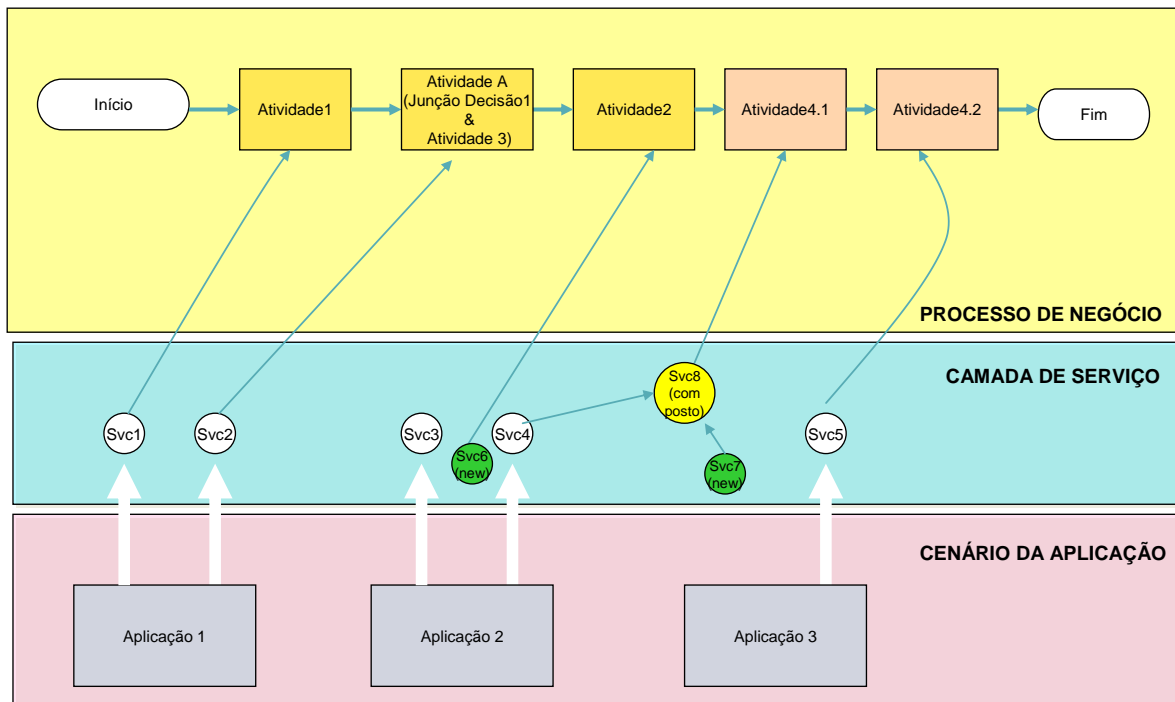 Início
Atividade1
Atividade A
(Junção Decisão1
&
Atividade 3)
Atividade2
Atividade4.1
Atividade4.2
Fim
PROCESSO DE NEGÓCIO
CAMADA DE SERVIÇO
Svc1
Svc2
Svc3
Svc6
(new)
Svc4
Svc8
(com
posto)
Svc7
(new)
Svc5
CENÁRIO DA APLICAÇÃO
Aplicação 1
Aplicação 2
Aplicação 3